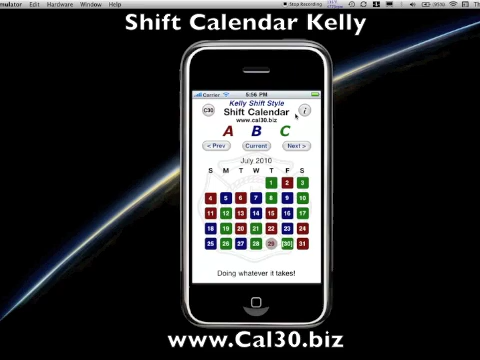 mulator Edit Hardware Window Help
Stop Recording
Shift Calendar Kelly
Carrier 5:56 PM
Kelly Shift Style
C30 Shift Calendar i
www.cal30.biz
A B C
< Prev Current Next >
July 2010
S M T W T F S
1 2 3
4 5 6 7 8 9 10
11 12 13 14 15 16 17
18 19 20 21 22 23 24
25 26 27 28 29 [30] 31
Doing whatever it takes!
www.Cal30.biz